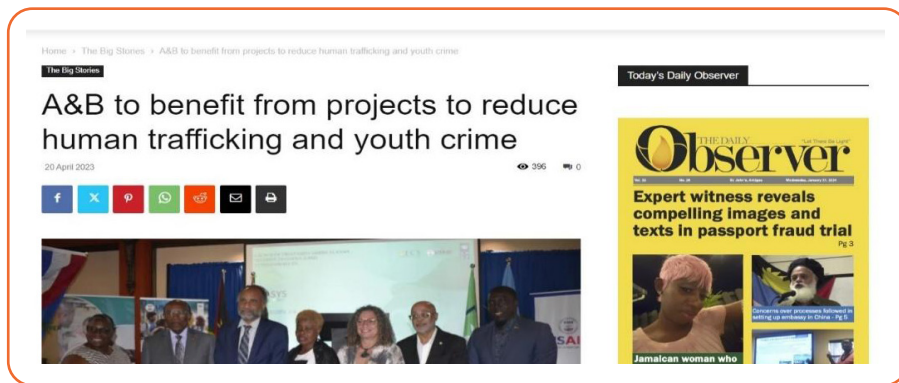 Home › The Big Stories › A&B to benefit from projects to reduce human trafficking and youth crime
The Big Stories
A&B to benefit from projects to reduce
human trafficking and youth crime
20 April 2023
396
0
Today's Daily Observer
THE DAILY
"Let There Be Light"
Observer
Expert witness reveals
compelling images and
texts in passport fraud trial
Pg 3
Concerns over processes followed in
setting up embassy in China - Pg 5
Jamaican woman who